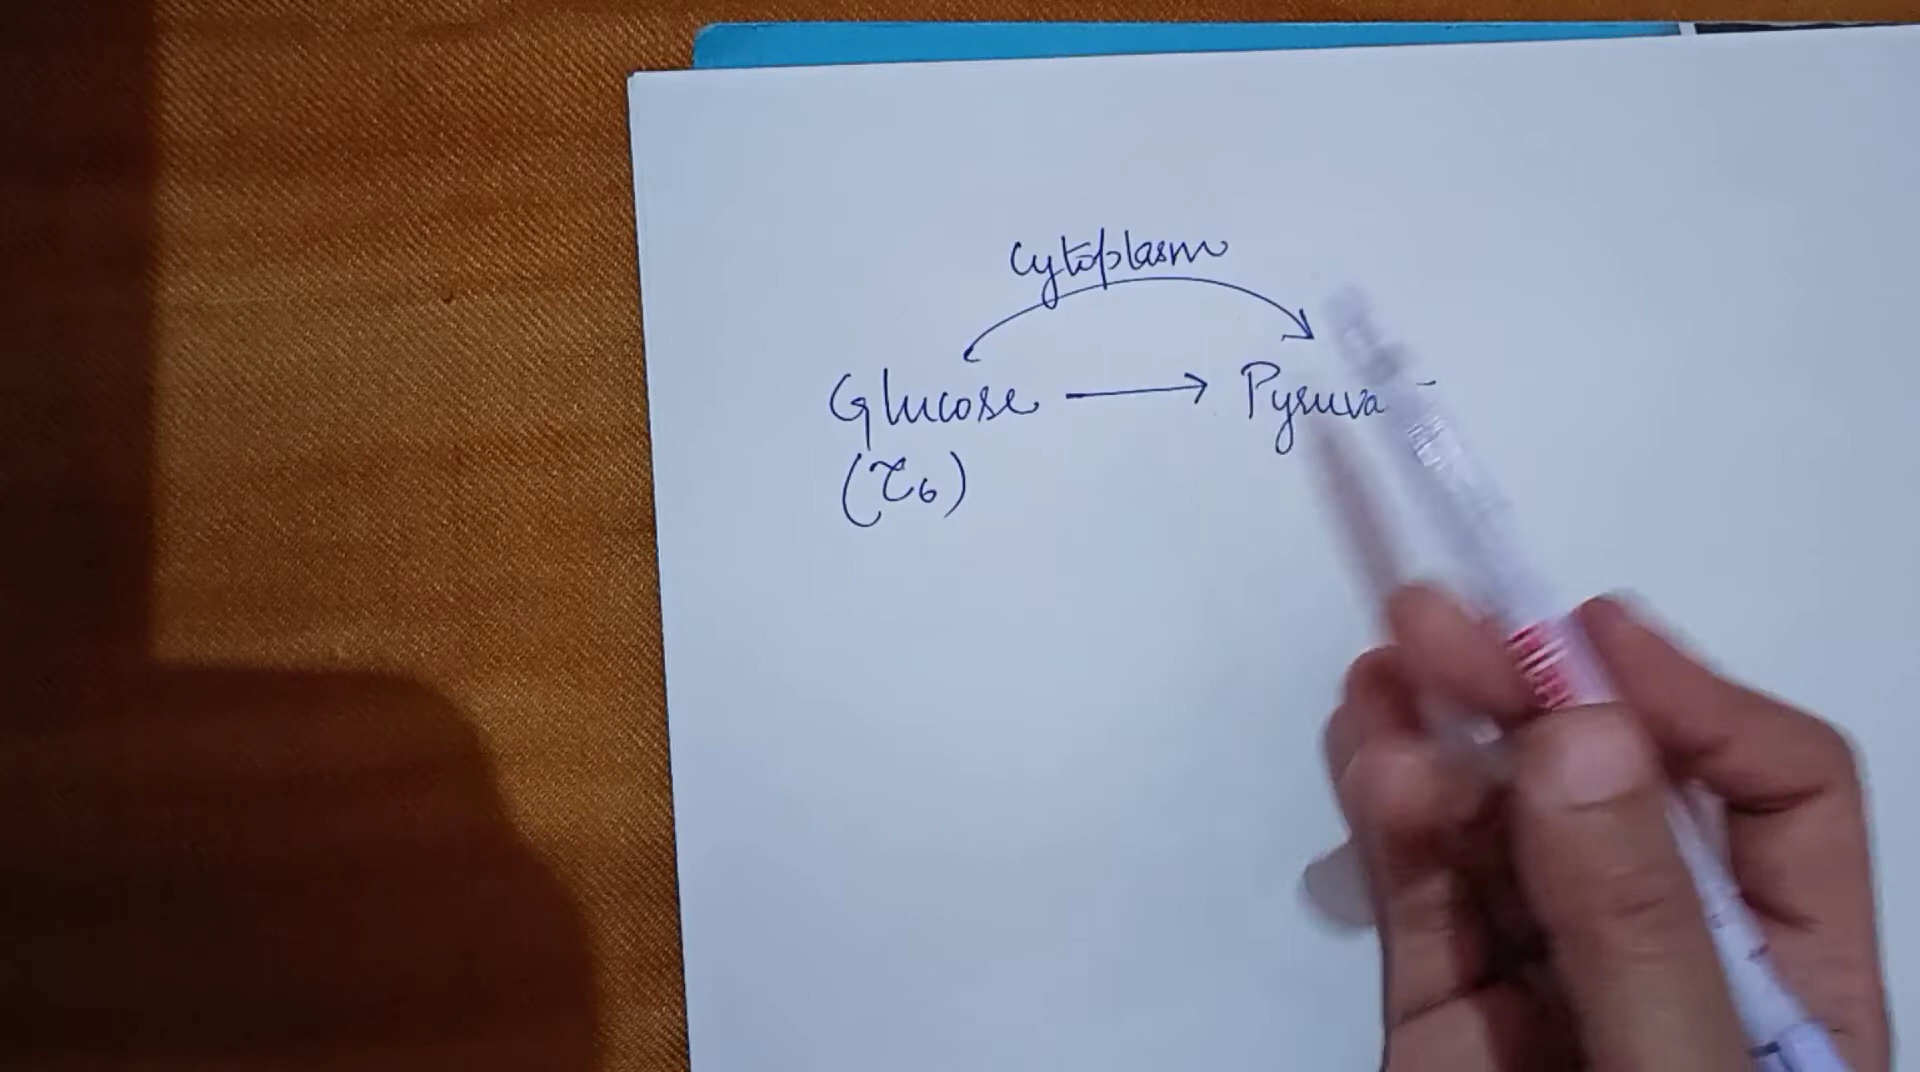 Cytoplasm
Glucose → Pyruva
(C6)